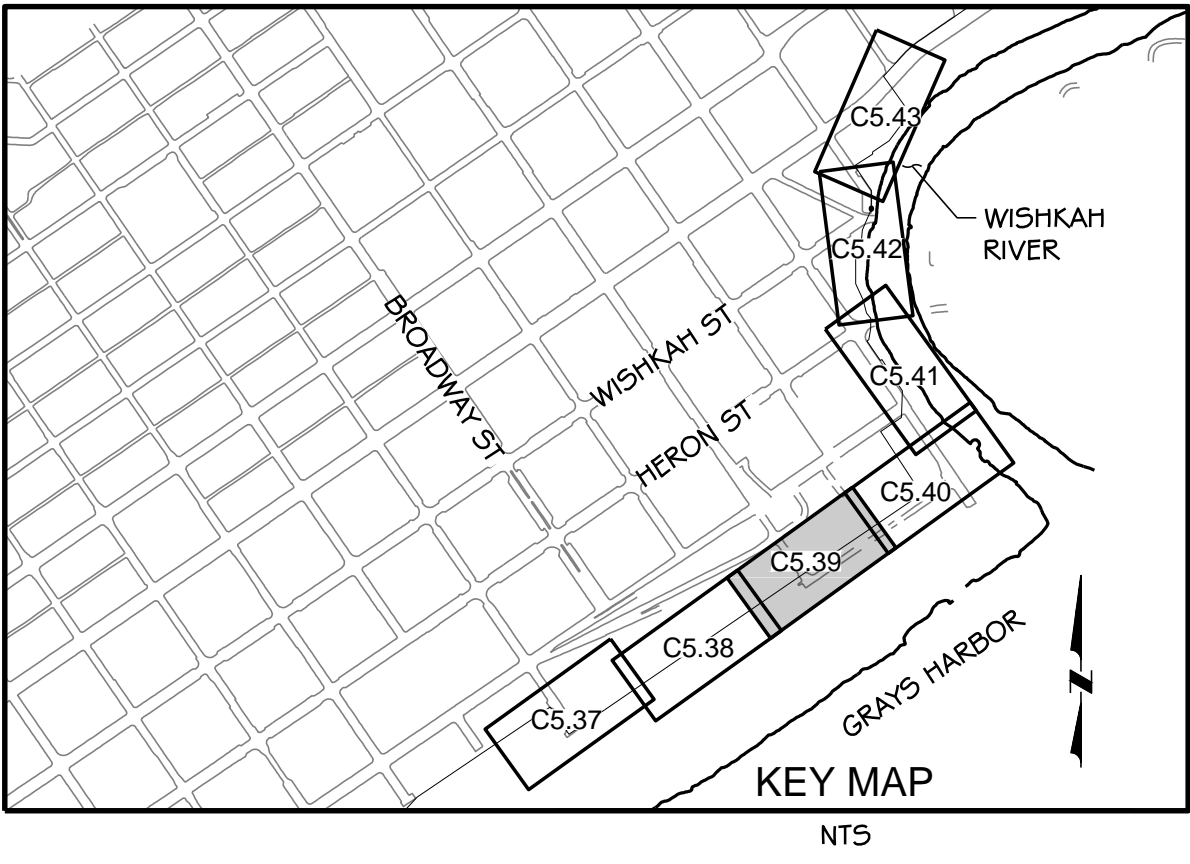 C5.43
WISHKAH
RIVER
C5.42
BROADWAY ST
WISHKAH ST
C5.41
HERON ST
C5.40
C5.39
C5.38
GRAYS HARBOR
N
C5.37
KEY MAP
NTS